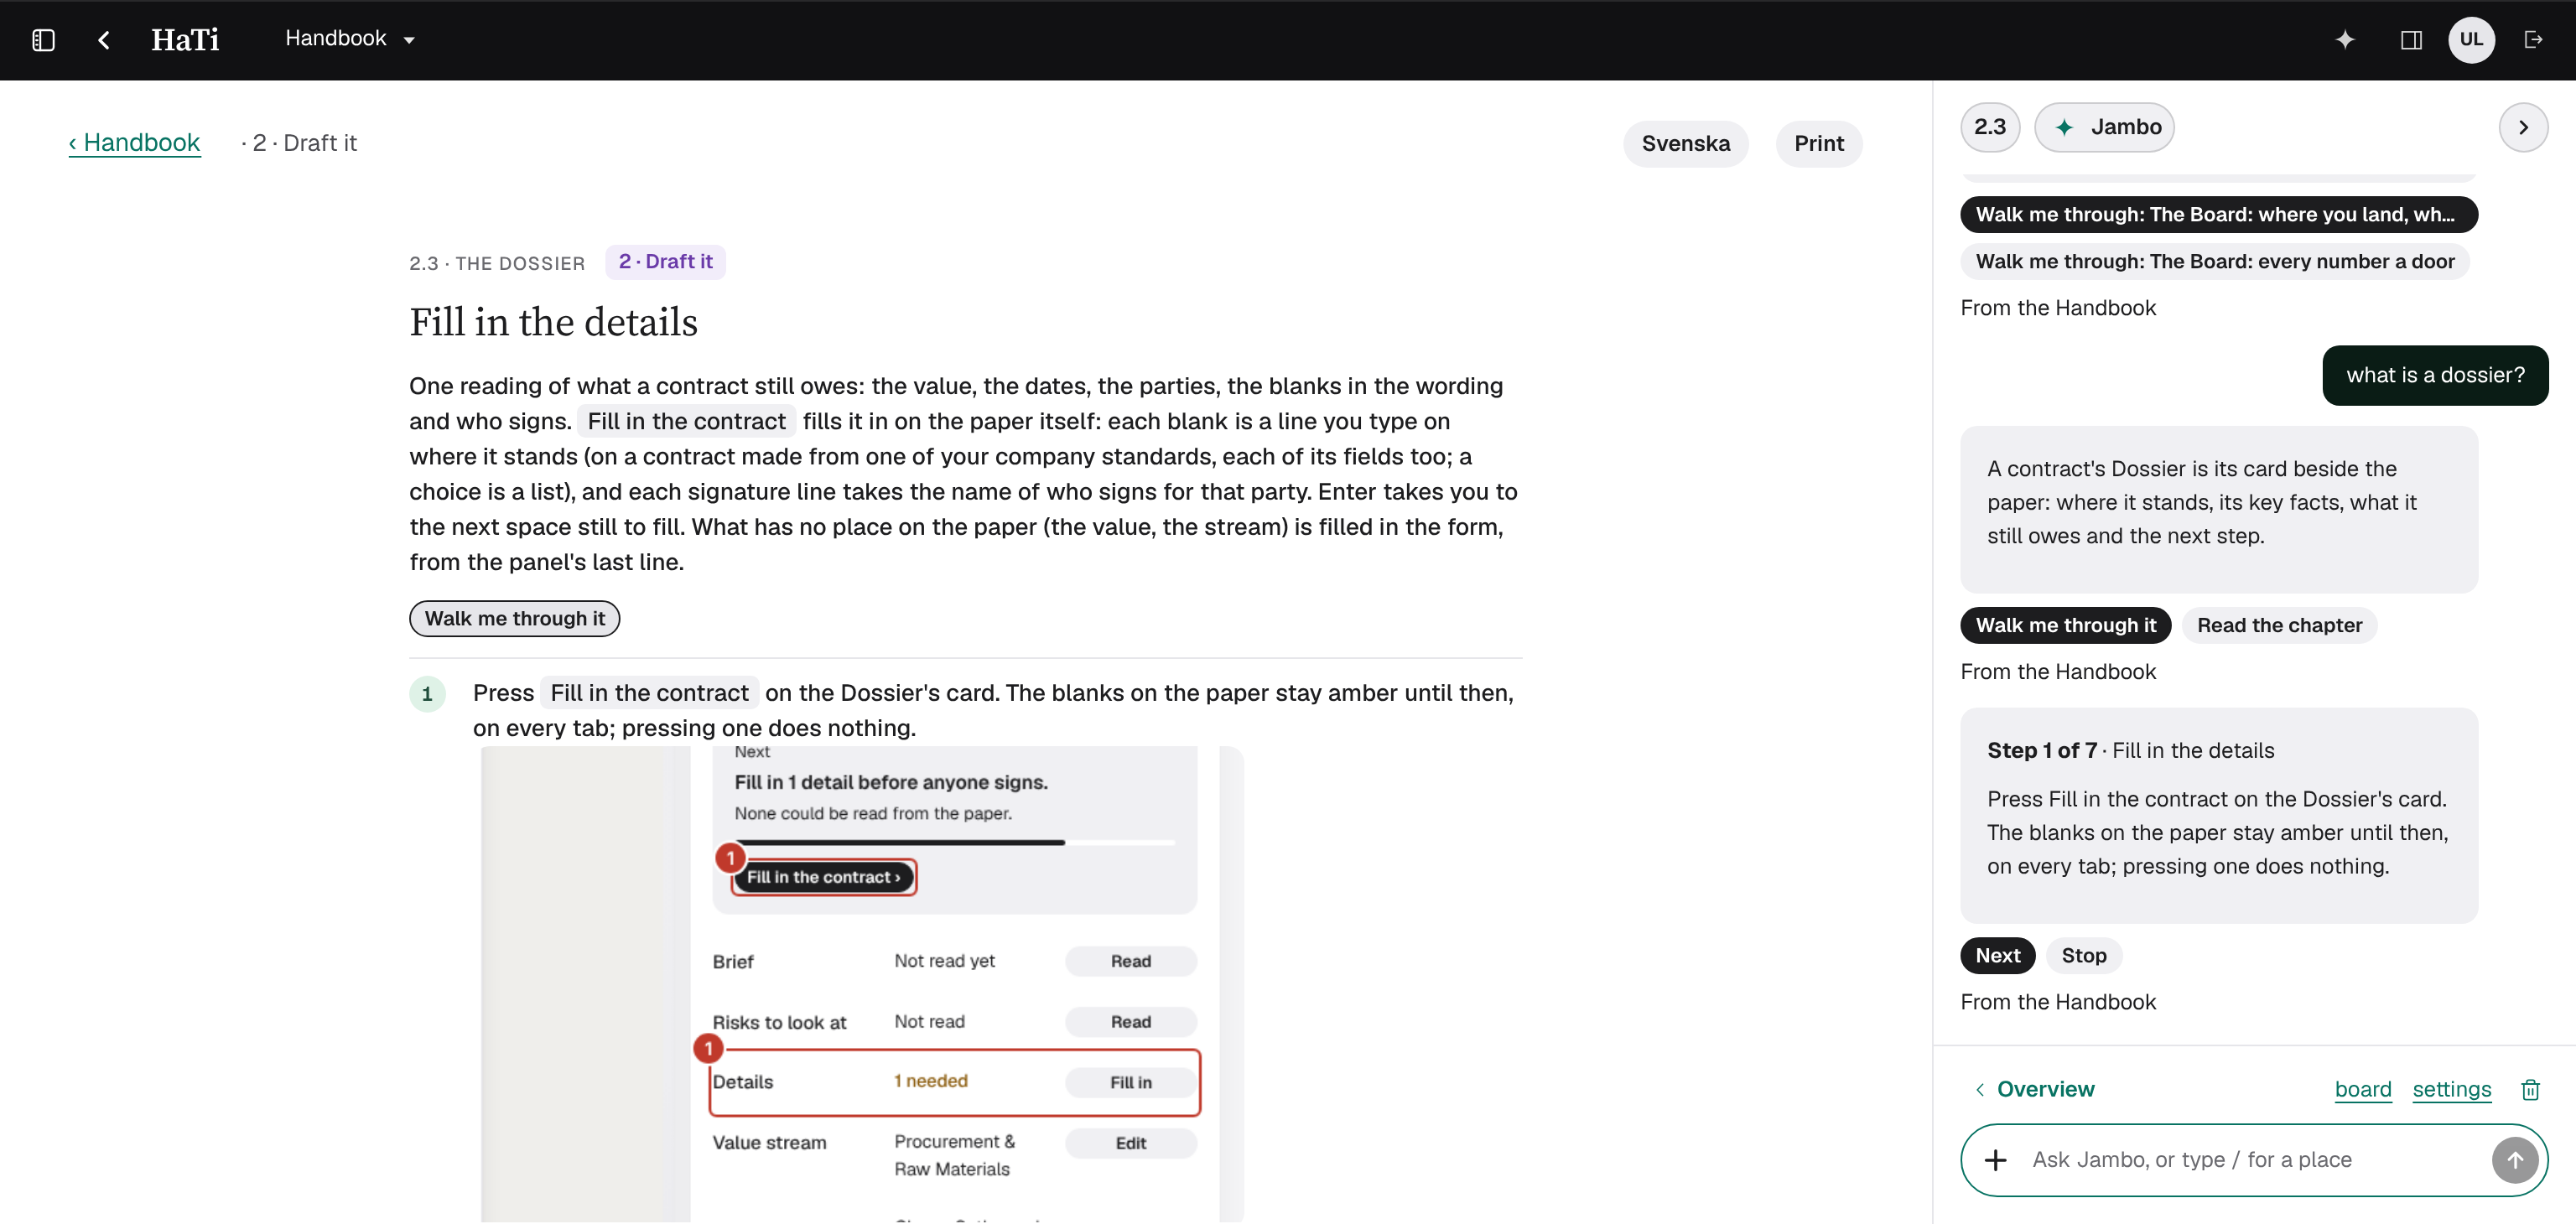 HaTi
Handbook
UL
‹ Handbook · 2 · Draft it
Svenska
Print
2.3 · THE DOSSIER
2 · Draft it
Fill in the details
One reading of what a contract still owes: the value, the dates, the parties, the blanks in the wording
and who signs. Fill in the contract fills it in on the paper itself: each blank is a line you type on
where it stands (on a contract made from one of your company standards, each of its fields too; a
choice is a list), and each signature line takes the name of who signs for that party. Enter takes you to
the next space still to fill. What has no place on the paper (the value, the stream) is filled in the form,
from the panel's last line.
Walk me through it
1 Press Fill in the contract on the Dossier's card. The blanks on the paper stay amber until then,
on every tab; pressing one does nothing.
Next
Fill in 1 detail before anyone signs.
None could be read from the paper.
1
Fill in the contract ›
Brief Not read yet Read
Risks to look at Not read Read
1
Details 1 needed Fill in
Value stream Procurement & Edit
Raw Materials
2.3
Jambo
Walk me through: The Board: where you land, wh...
Walk me through: The Board: every number a door
From the Handbook
what is a dossier?
A contract's Dossier is its card beside the
paper: where it stands, its key facts, what it
still owes and the next step.
Walk me through it
Read the chapter
From the Handbook
Step 1 of 7 · Fill in the details
Press Fill in the contract on the Dossier's card.
The blanks on the paper stay amber until then,
on every tab; pressing one does nothing.
Next
Stop
From the Handbook
‹ Overview
board
settings
Ask Jambo, or type / for a place